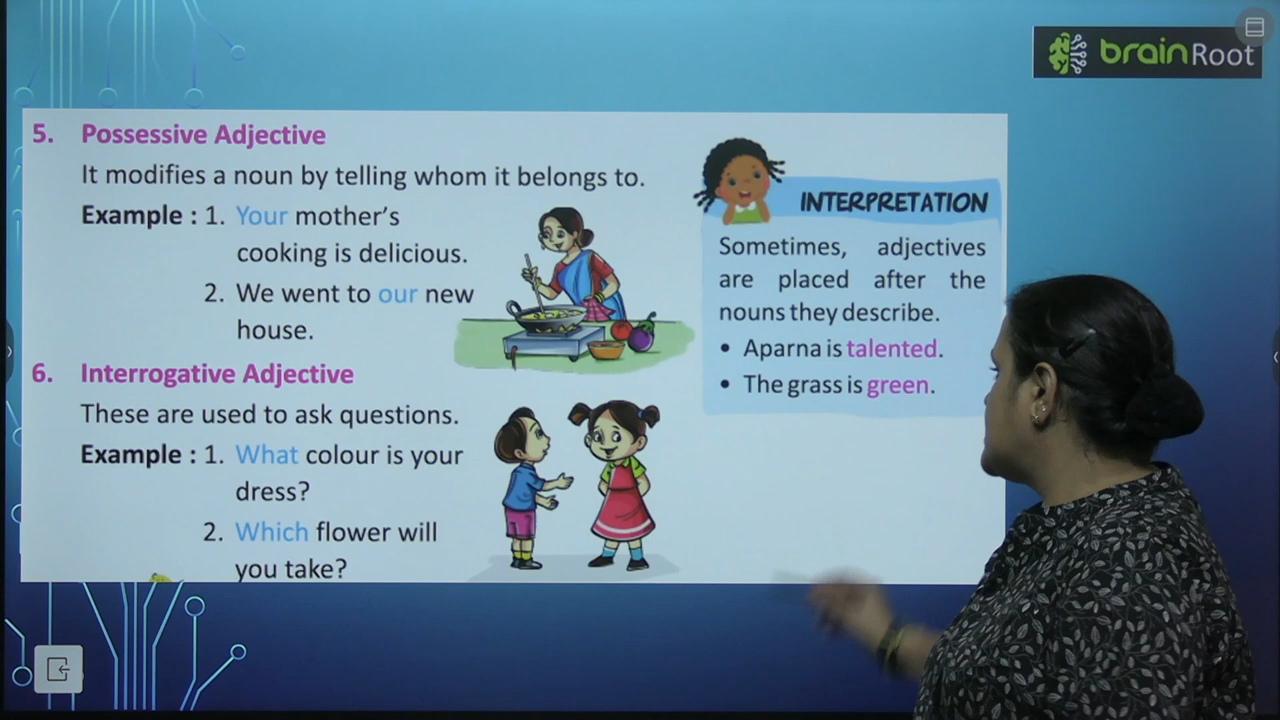 brainRoot
5. Possessive Adjective
It modifies a noun by telling whom it belongs to.
Example : 1. Your mother's
cooking is delicious.
2. We went to our new
house.
6. Interrogative Adjective
These are used to ask questions.
Example : 1. What colour is your
dress?
2. Which flower will
you take?
INTERPRETATION
Sometimes, adjectives
are placed after the
nouns they describe.
• Aparna is talented.
• The grass is green.